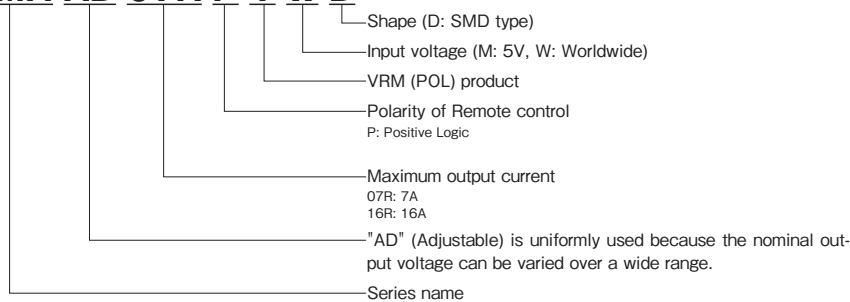 Shape (D: SMD type)
Input voltage (M: 5V, W: Worldwide)
VRM (POL) product
Polarity of Remote control
P: Positive Logic
Maximum output current
07R: 7A
16R: 16A
"AD" (Adjustable) is uniformly used because the nominal out-
put voltage can be varied over a wide range.
Series name